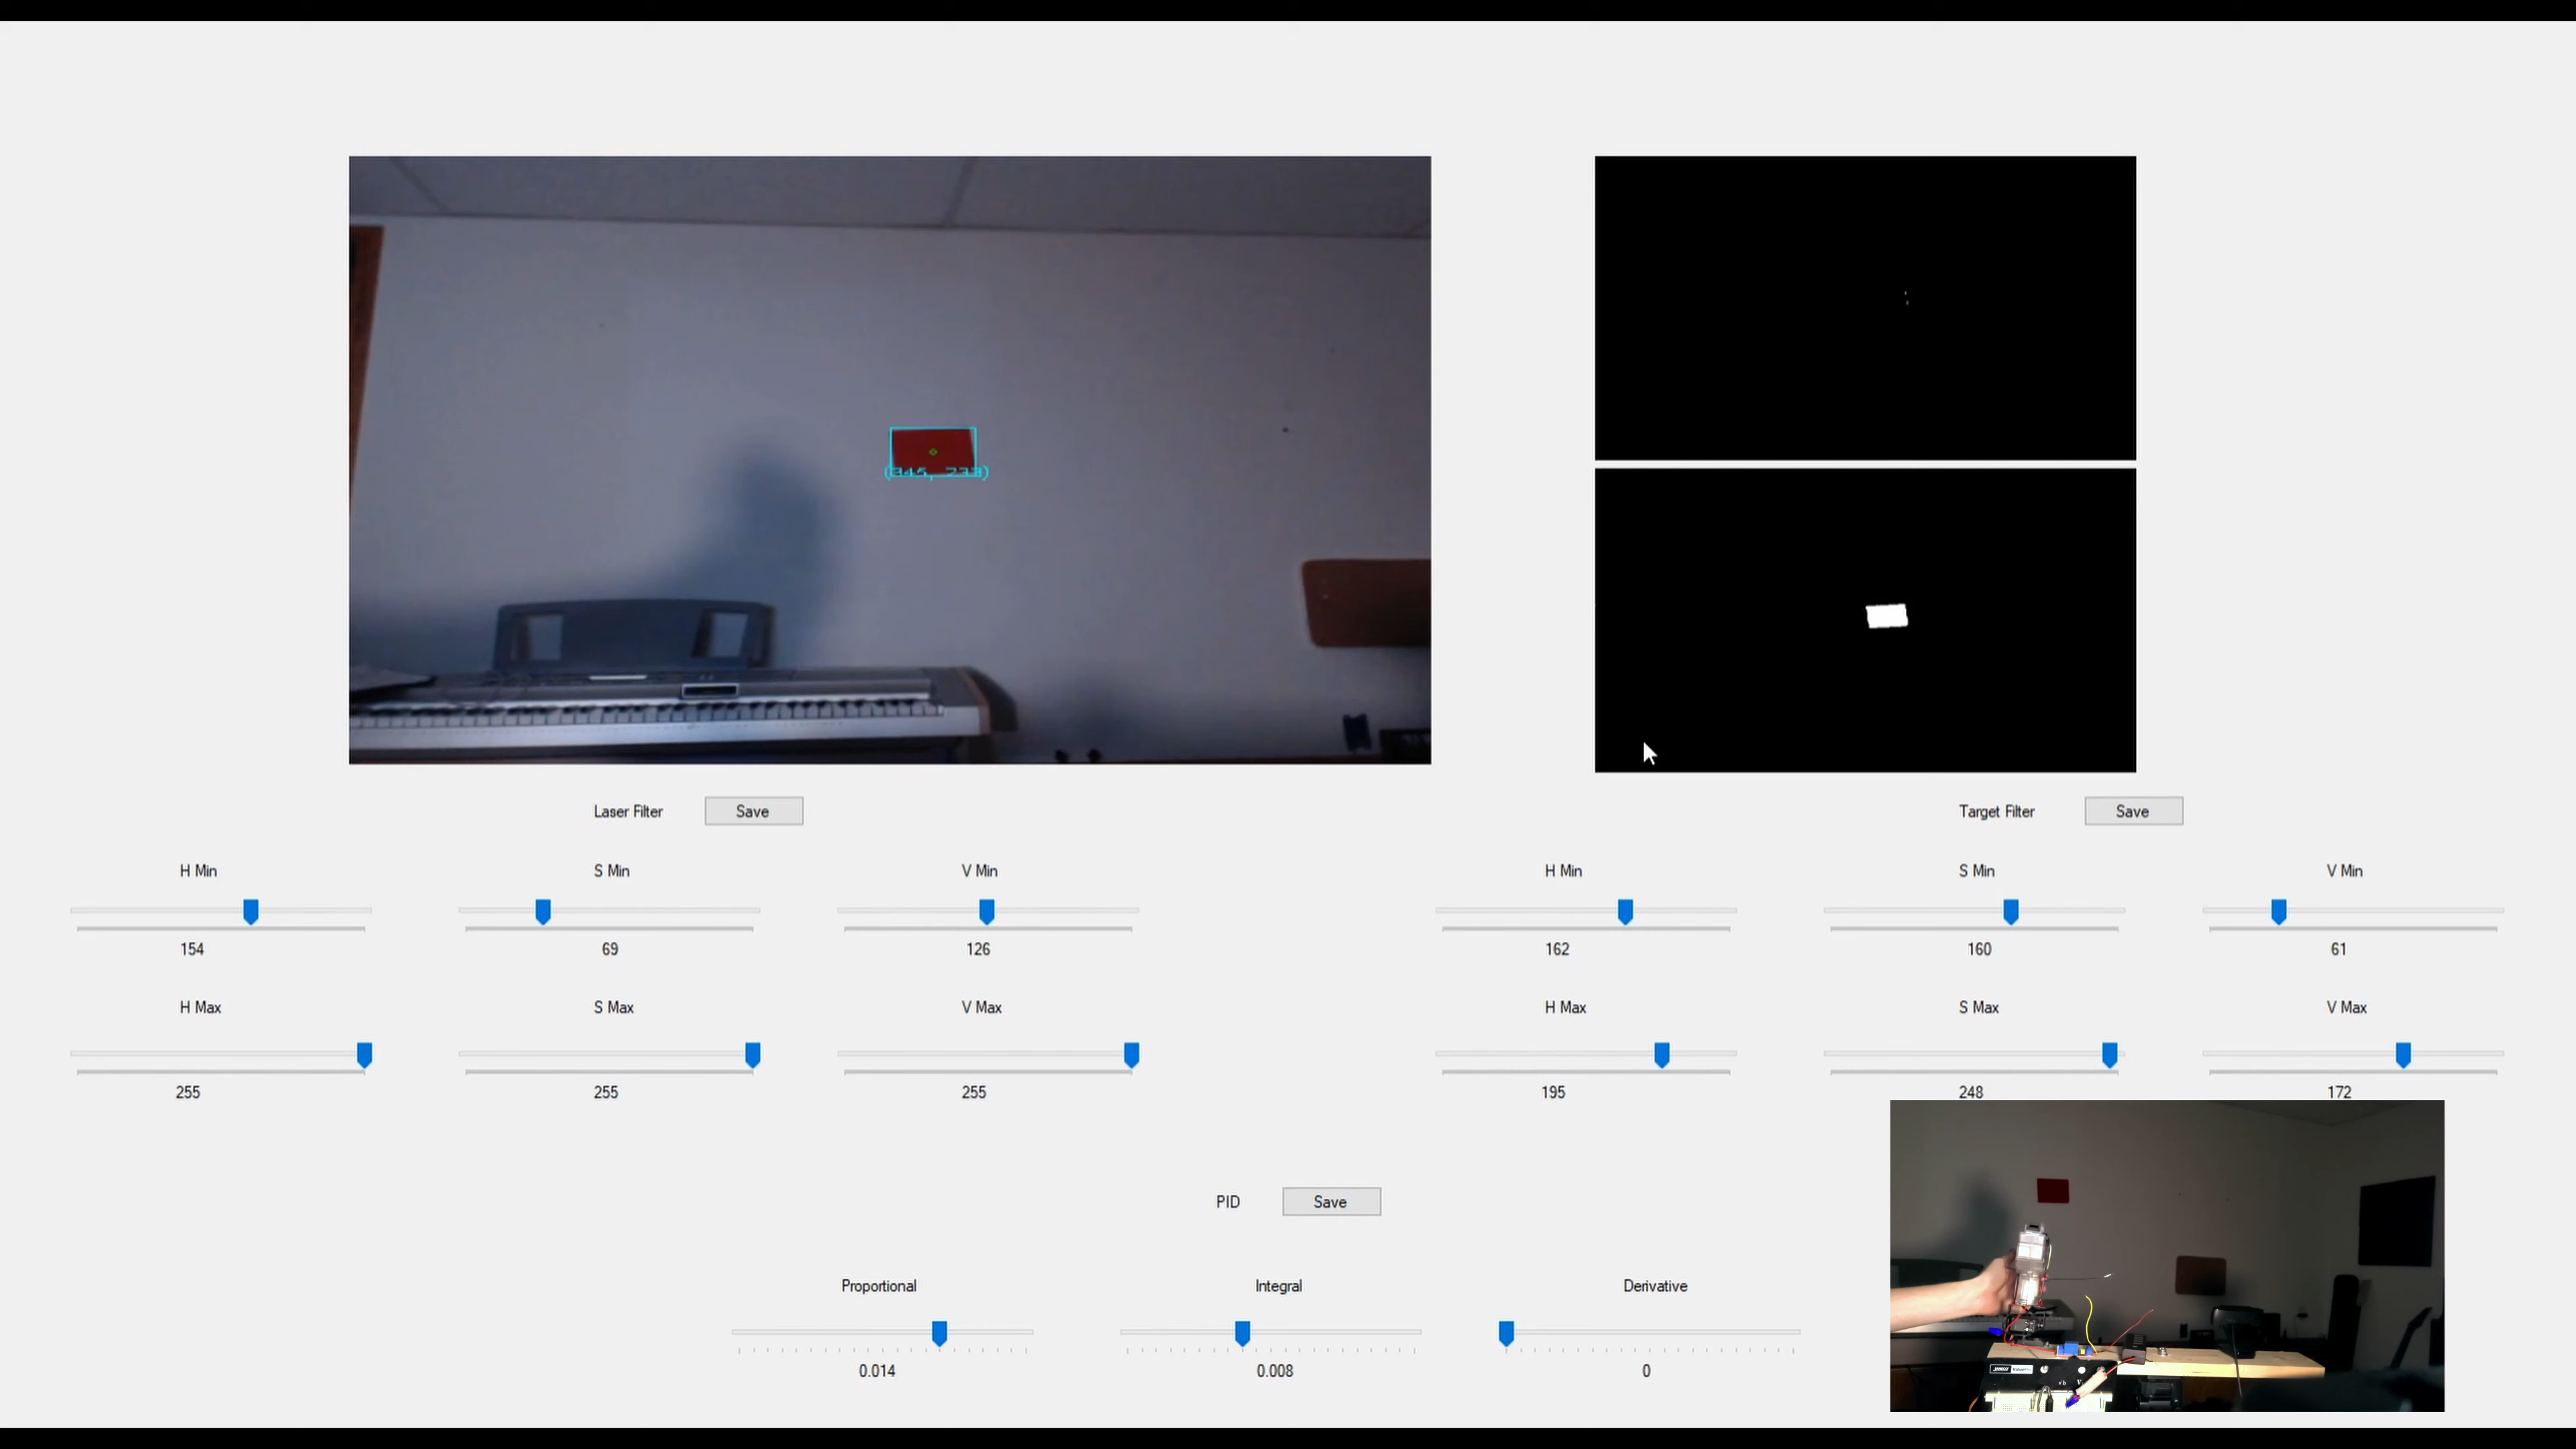 (345, 233)
Laser Filter Save
Target Filter Save
H Min S Min V Min
H Min S Min V Min
154 69 126
162 160 61
H Max S Max V Max
H Max S Max V Max
255 255 255
195 248 172
PID Save
Proportional Integral Derivative
0.014 0.008 0